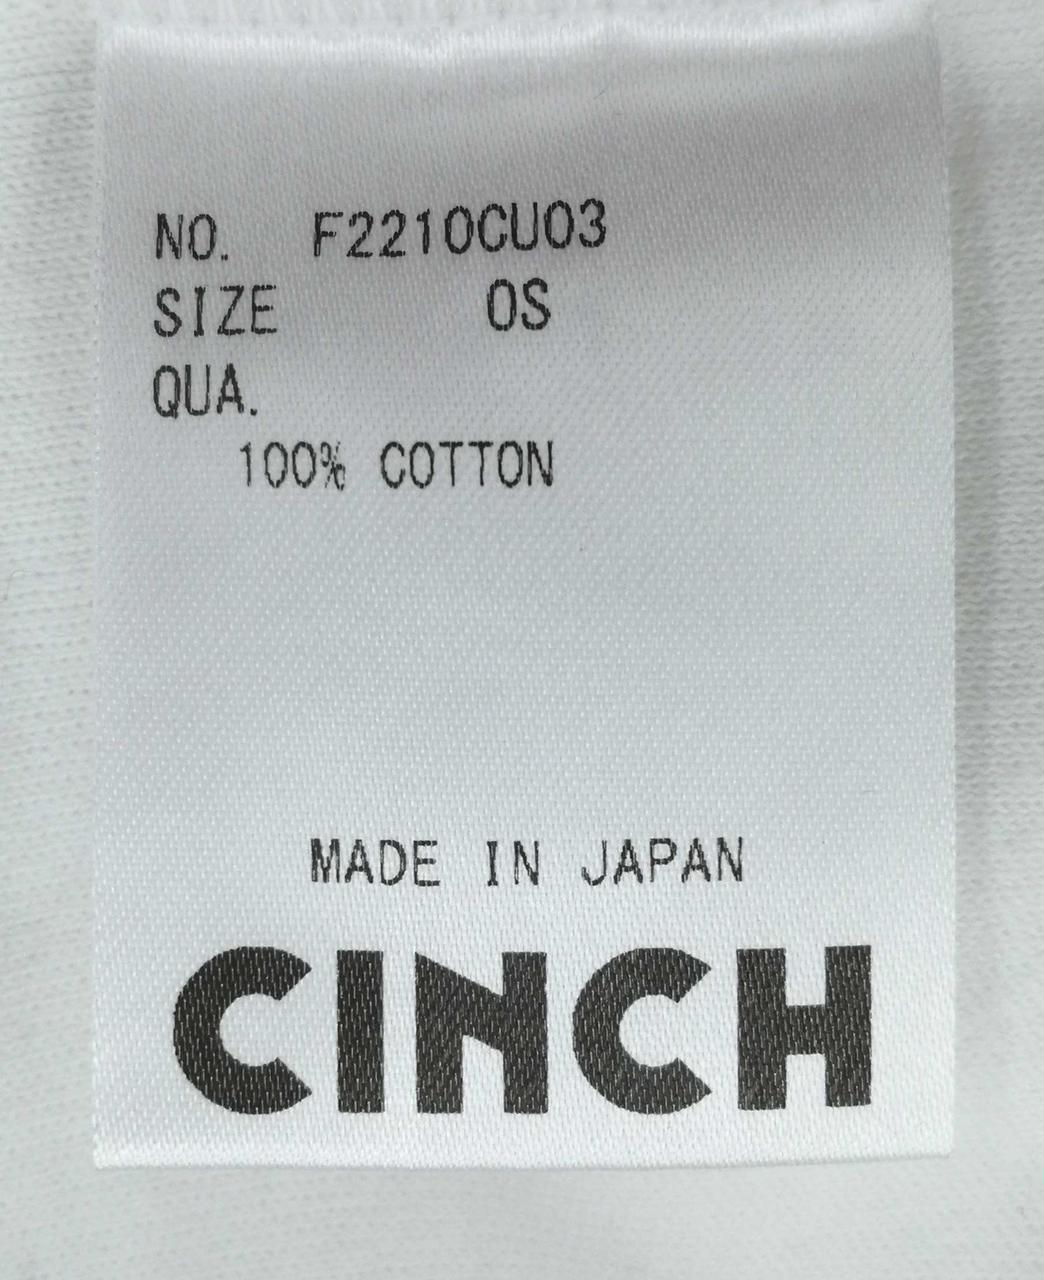 NO. F2210CU03
SIZE OS
QUA.
100% COTTON
MADE IN JAPAN
CINCH